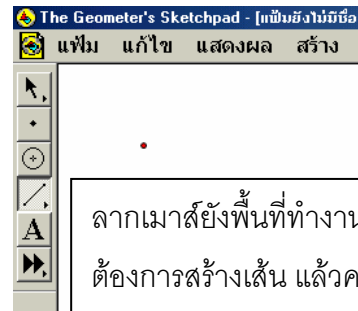 The Geometer's Sketchpad - [แฟ้มยังไม่มีชื่อ
แฟ้ม แก้ไข แสดงผล สร้าง
A
ลากเมาส์ยังพื้นที่ทำงาน
ต้องการสร้างเส้น แล้วค